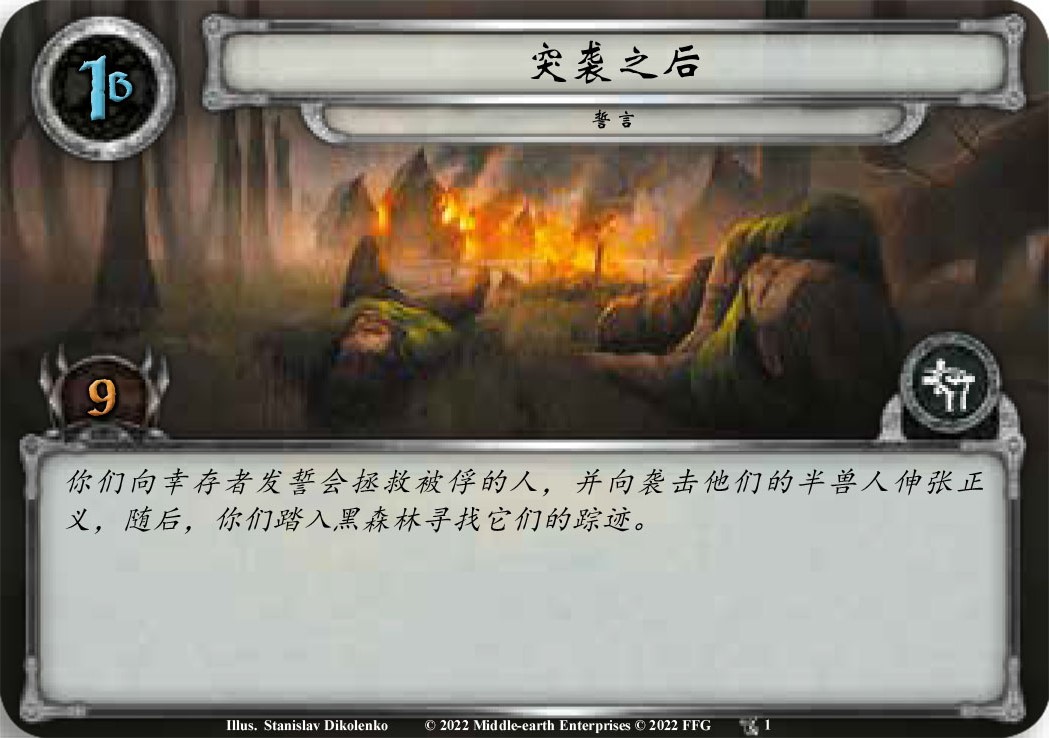 1B
突袭之后
誓言
9
你们向幸存者发誓会拯救被俘的人，并向袭击他们的半兽人伸张正
义，随后，你们踏入黑森林寻找它们的踪迹。
Illus. Stanislav Dikolenko © 2022 Middle-earth Enterprises © 2022 FFG 1